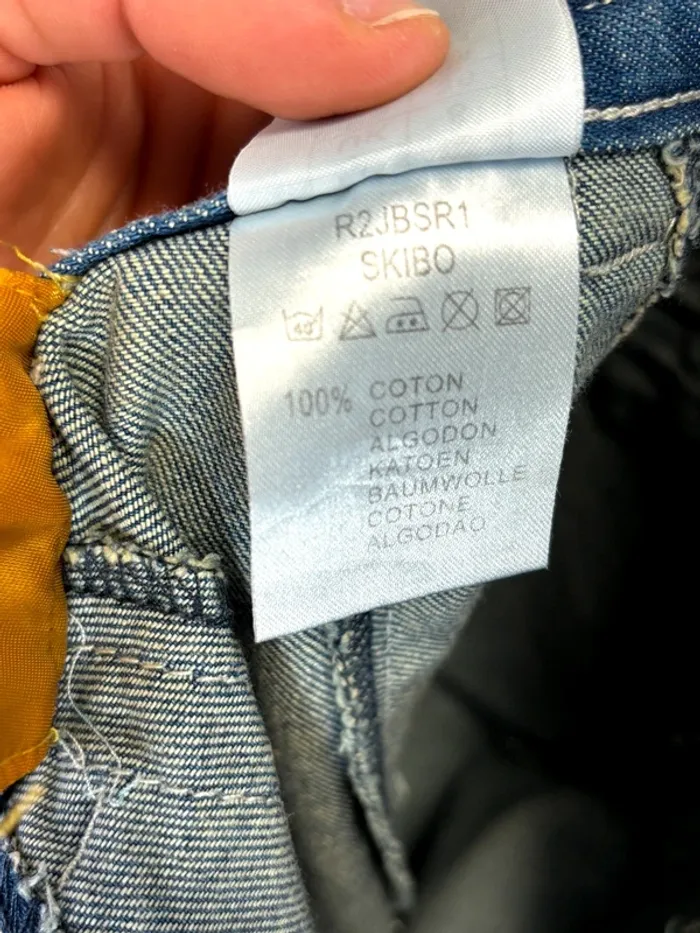 R2JBSR1
SKIBO
40°
100% COTON
COTTON
ALGODON
KATOEN
BAUMWOLLE
COTONE
ALGODAO